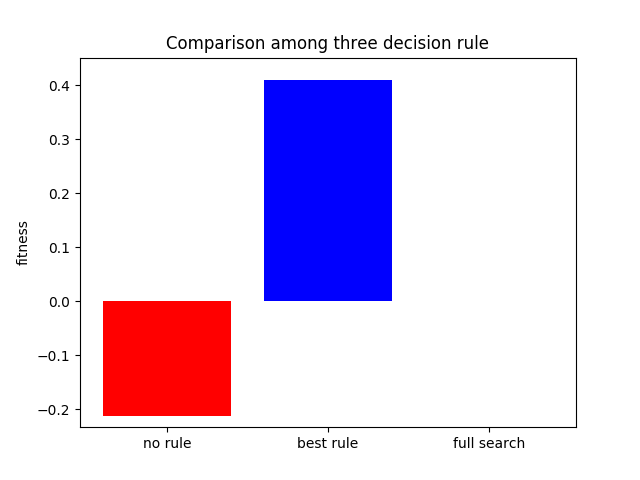 Comparison among three decision rule
fitness
0.4
0.3
0.2
0.1
0.0
−0.1
−0.2
no rule best rule full search